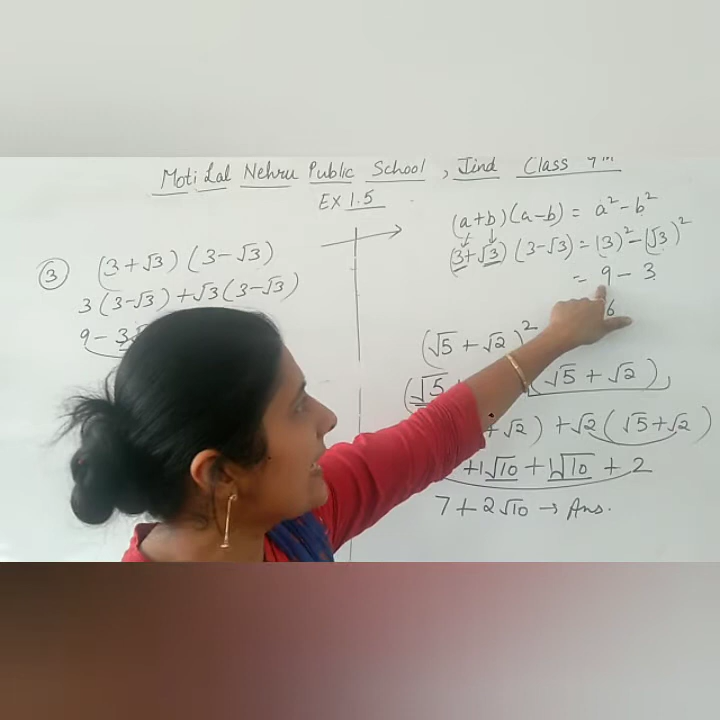 Moti Lal Nehru Public School, Jind Class 9th
EX 1.5
③ (3+√3) (3-√3)
3(3-√3)+√3(3-√3)
9-3
(a+b)(a-b) = a²-b²
(3+√3)(3-√3) = (3)²-(√3)²
= 9-3
6
(√5+√2)²
(√5 (√5+√2)
+√2) +√2(√5+√2)
+1√10+1√10+2
7+2√10→Ans.